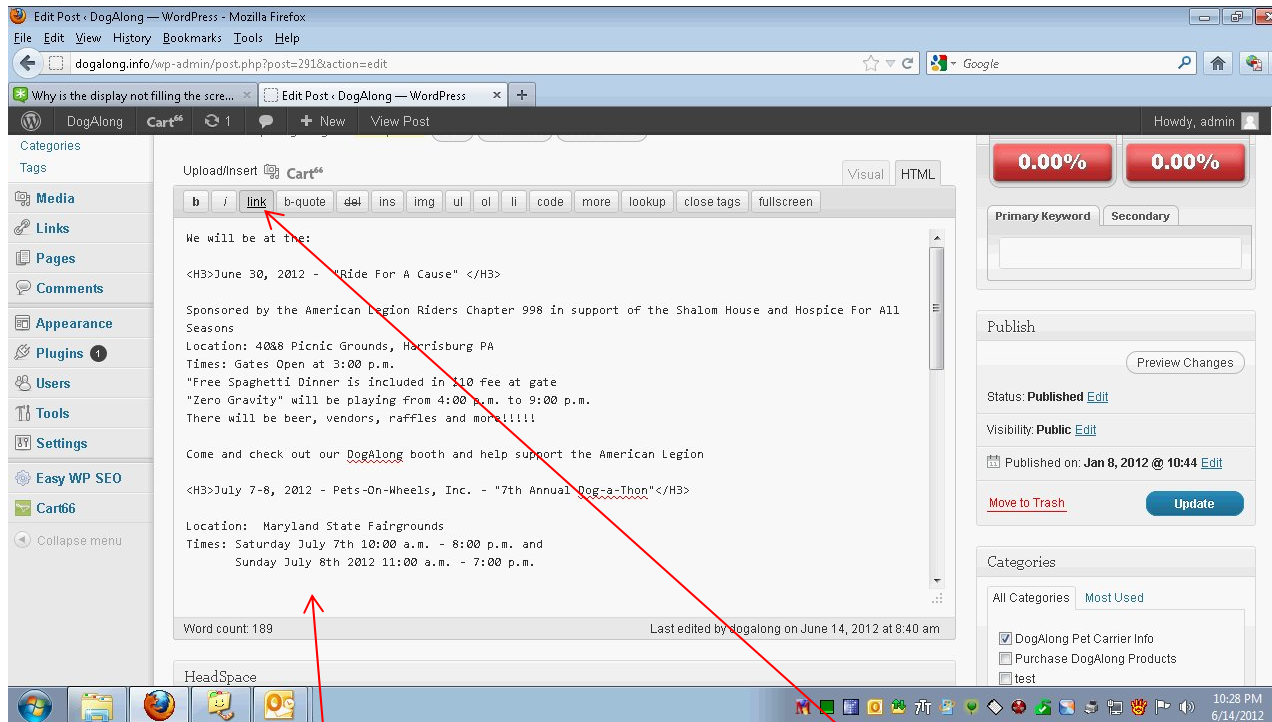 Edit Post ‹ DogAlong — WordPress - Mozilla Firefox
File Edit View History Bookmarks Tools Help
dogalong.info/wp-admin/post.php?post=291&action=edit
Google
Why is the display not filling the scre... ×
Edit Post ‹ DogAlong — WordPress × +
DogAlong Cart66 1 + New View Post Howdy, admin
Categories
Tags
Media
Links
Pages
Comments
Appearance
Plugins 1
Users
Tools
Settings
Easy WP SEO
Cart66
Collapse menu
Upload/Insert Cart66 Visual HTML
b i link b-quote del ins img ul ol li code more lookup close tags fullscreen
We will be at the:
<H3>June 30, 2012 - "Ride For A Cause" </H3>
Sponsored by the American Legion Riders Chapter 998 in support of the Shalom House and Hospice For All
Seasons
Location: 40&8 Picnic Grounds, Harrisburg PA
Times: Gates Open at 3:00 p.m.
"Free Spaghetti Dinner is included in $10 fee at gate
"Zero Gravity" will be playing from 4:00 p.m. to 9:00 p.m.
There will be beer, vendors, raffles and more!!!!!
Come and check out our DogAlong booth and help support the American Legion
<H3>July 7-8, 2012 - Pets-On-Wheels, Inc. - "7th Annual Dog-a-Thon"</H3>
Location:  Maryland State Fairgrounds
Times: Saturday July 7th 10:00 a.m. - 8:00 p.m. and
Sunday July 8th 2012 11:00 a.m. - 7:00 p.m.
Word count: 189 Last edited by dogalong on June 14, 2012 at 8:40 am
HeadSpace
0.00% 0.00%
Primary Keyword Secondary
Publish
Preview Changes
Status: Published Edit
Visibility: Public Edit
Published on: Jan 8, 2012 @ 10:44 Edit
Move to Trash Update
Categories
All Categories Most Used
DogAlong Pet Carrier Info
Purchase DogAlong Products
test
10:28 PM
6/14/2012